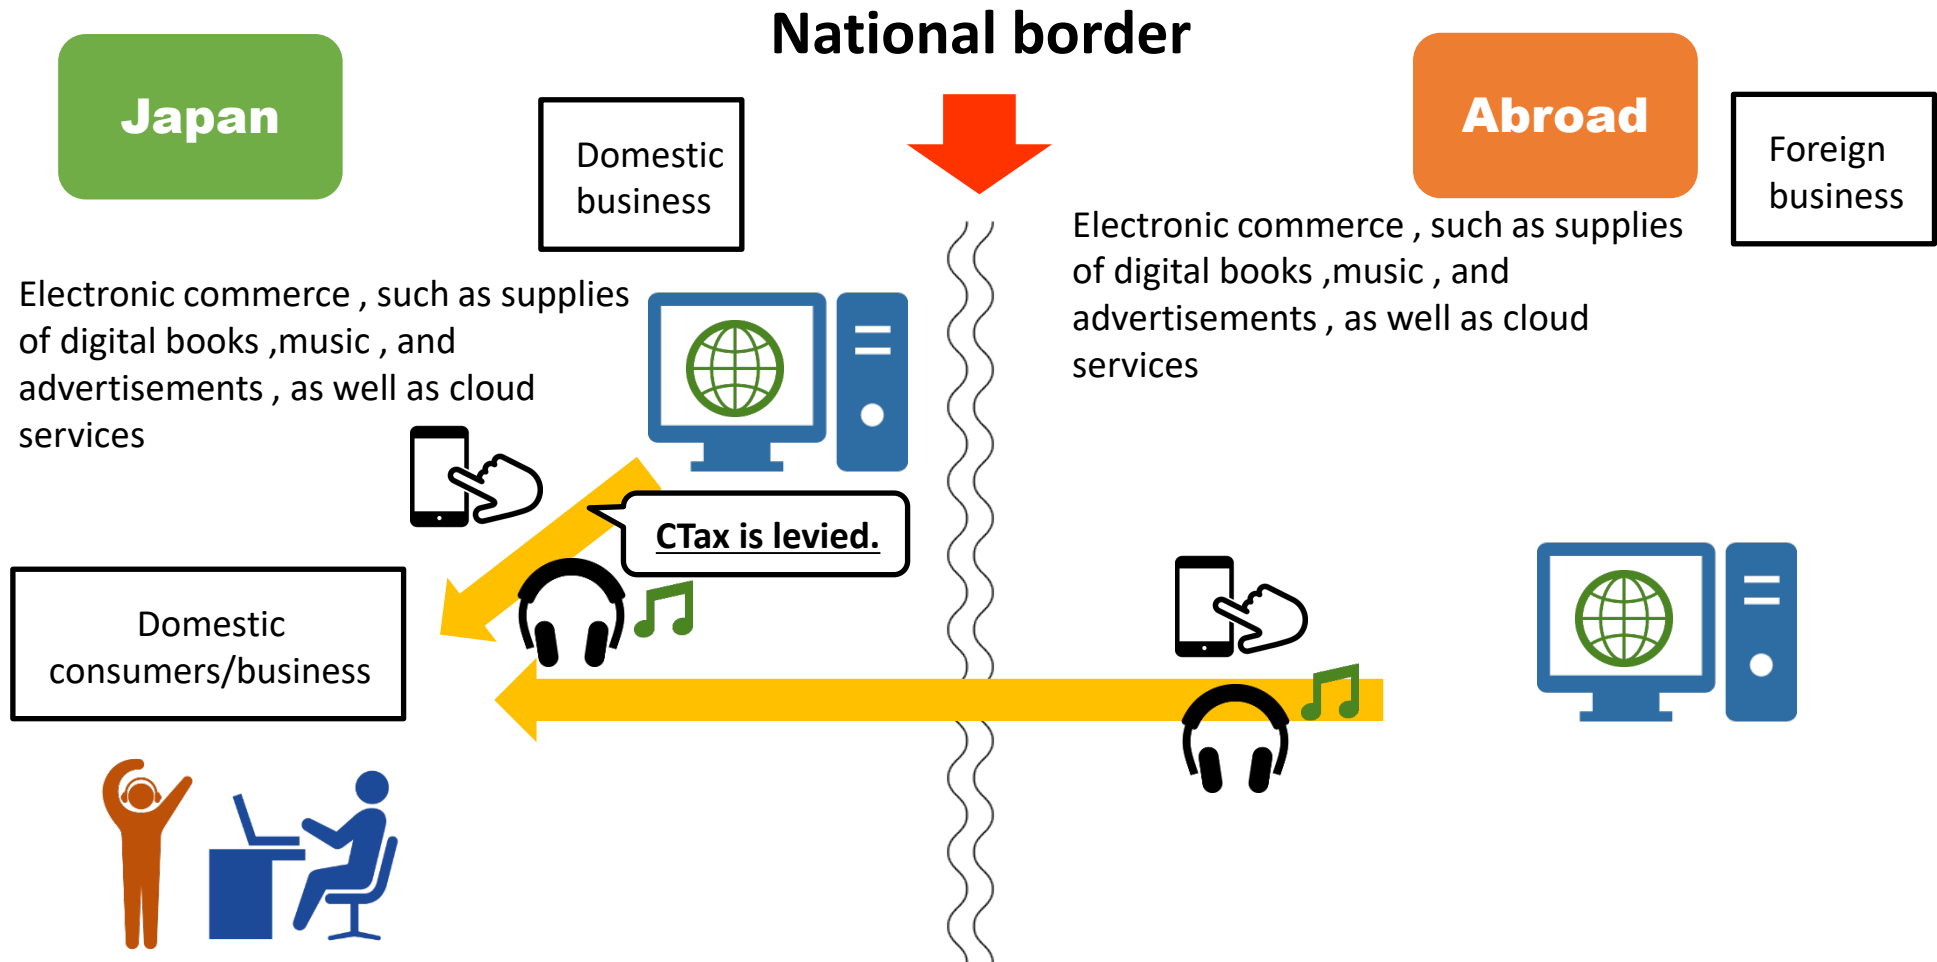 National border
Japan
Domestic
business
Electronic commerce , such as supplies
of digital books ,music , and
advertisements , as well as cloud
services
CTax is levied.
Domestic
consumers/business
Abroad
Foreign
business
Electronic commerce , such as supplies
of digital books ,music , and
advertisements , as well as cloud
services